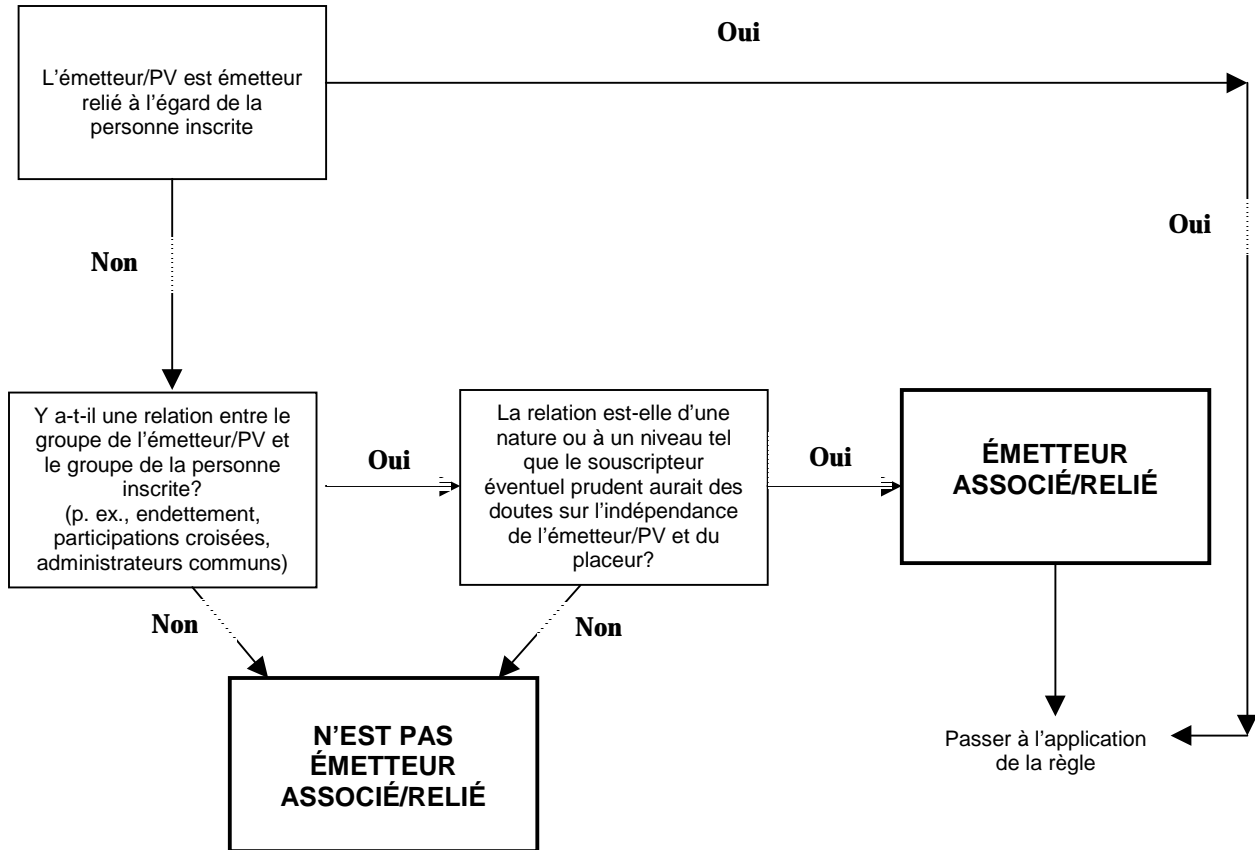 Oui
L'émetteur/PV est émetteur
relié à l'égard de la
personne inscrite
Oui
Non
Y a-t-il une relation entre le
groupe de l'émetteur/PV et
le groupe de la personne
inscrite?
(p. ex., endettement,
participations croisées,
administrateurs communs)
Oui
La relation est-elle d'une
nature ou à un niveau tel
que le souscripteur
éventuel prudent aurait des
doutes sur l'indépendance
de l'émetteur/PV et du
placeur?
Oui
ÉMETTEUR
ASSOCIÉ/RELIÉ
Non
Non
N'EST PAS
ÉMETTEUR
ASSOCIÉ/RELIÉ
Passer à l'application
de la règle